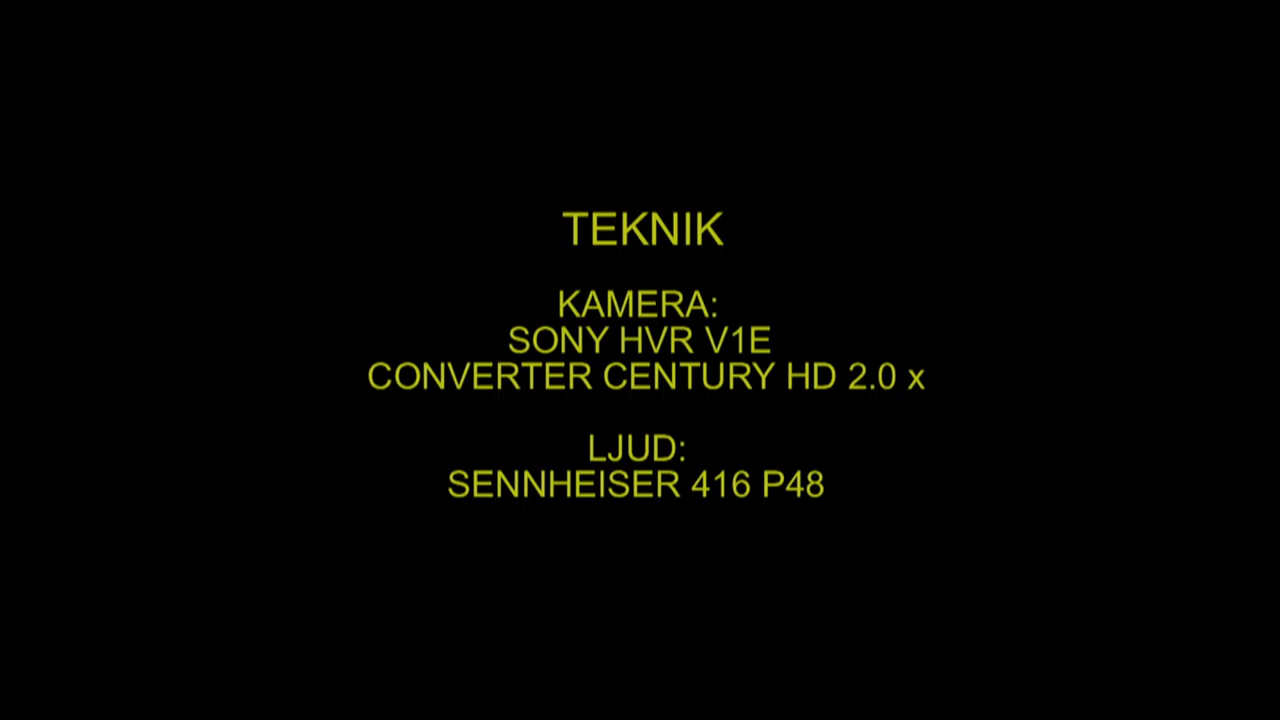 TEKNIK
KAMERA:
SONY HVR V1E
CONVERTER CENTURY HD 2.0 x
LJUD:
SENNHEISER 416 P48